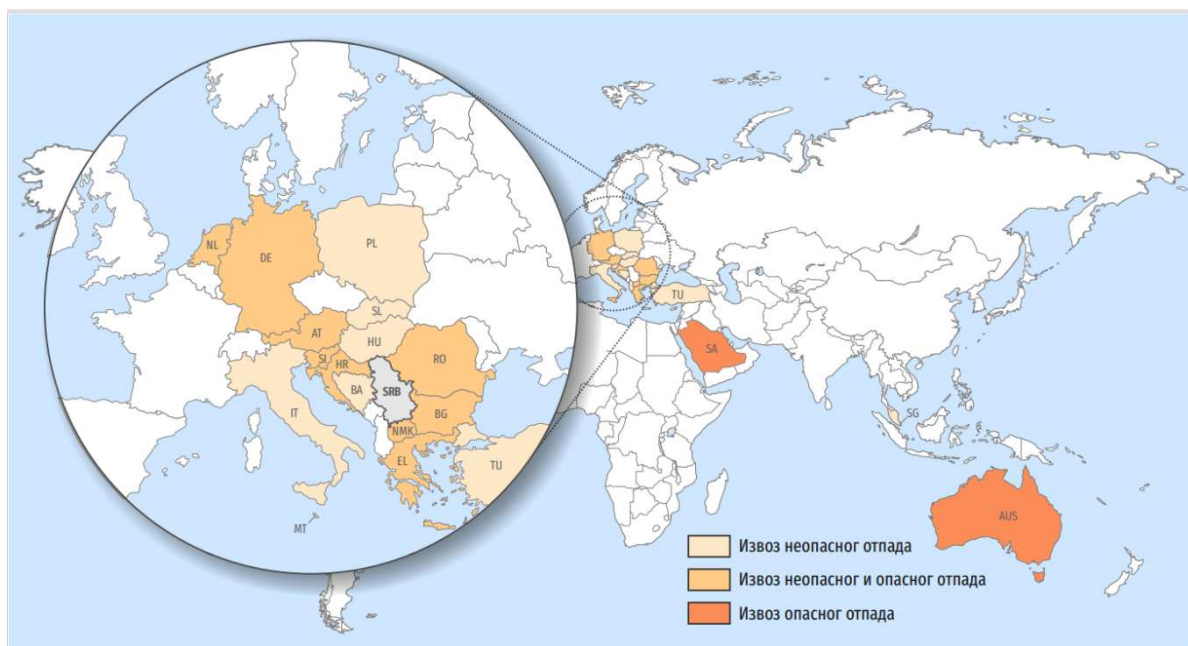 NL
DE
PL
SL
AT
HU
SI
HR
RO
BA
SRB
IT
BG
NMK
EL
TU
MT
TU
SA
SG
AUS
Извоз неопасног отпада
Извоз неопасног и опасног отпада
Извоз опасног отпада